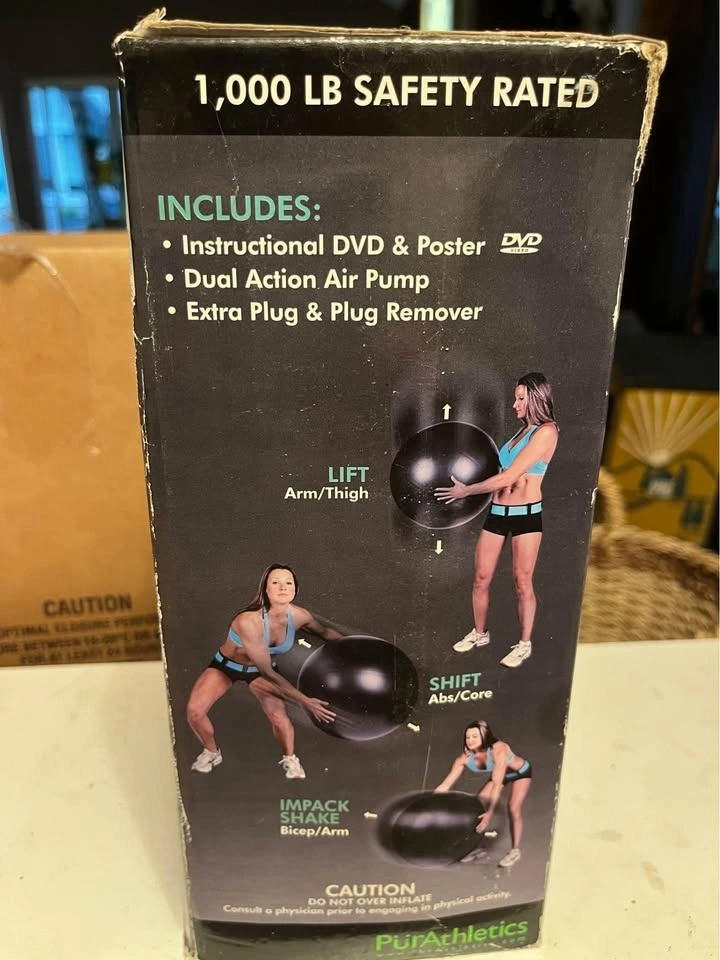 1,000 LB SAFETY RATED
INCLUDES:
• Instructional DVD & Poster DVD VIDEO
• Dual Action Air Pump
• Extra Plug & Plug Remover
LIFT
Arm/Thigh
SHIFT
Abs/Core
IMPACK
SHAKE
Bicep/Arm
CAUTION
DO NOT OVER INFLATE
Consult a physician prior to engaging in physical activity.
PurAthletics
CAUTION